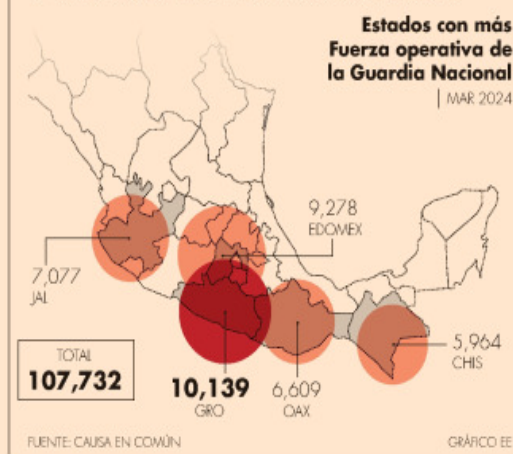 Estados con más
Fuerza operativa de
la Guardia Nacional
MAR 2024
9,278
EDOMEX
7,077
JAL
5,964
CHIS
TOTAL
107,732
10,139
GRO
6,609
OAX
FUENTE: CAUSA EN COMÚN
GRÁFICO EE